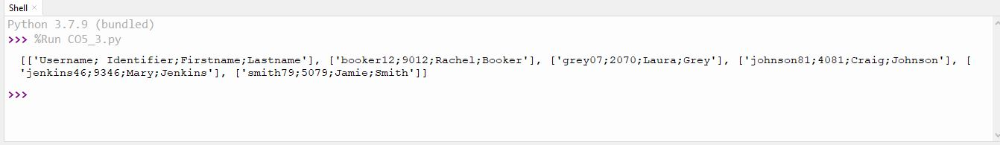 Shell ×
Python 3.7.9 (bundled)
>>> %Run CO5_3.py
[['Username; Identifier;Firstname;Lastname'], ['booker12;9012;Rachel;Booker'], ['grey07;2070;Laura;Grey'], ['johnson81;4081;Craig;Johnson'], [
'jenkins46;9346;Mary;Jenkins'], ['smith79;5079;Jamie;Smith']]
>>>